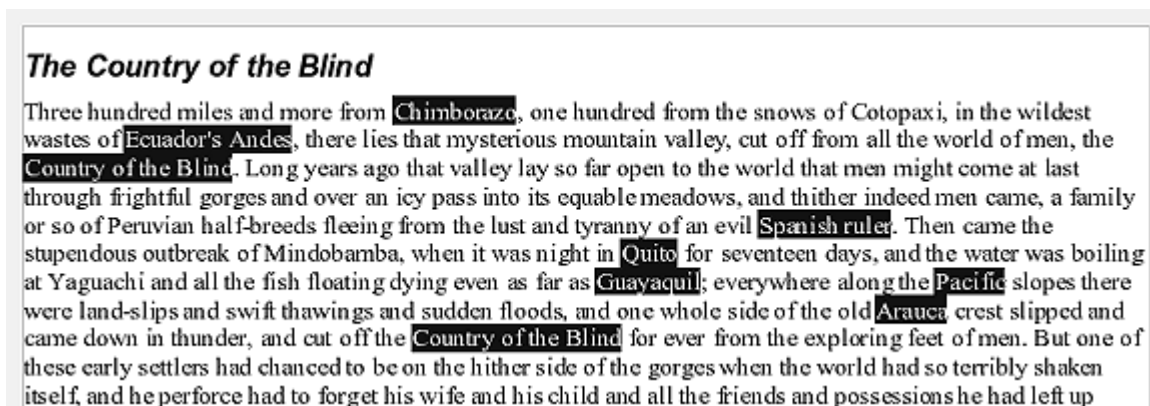 The Country of the Blind
Three hundred miles and more from Chimborazo, one hundred from the snows of Cotopaxi, in the wildest
wastes of Ecuador's Andes, there lies that mysterious mountain valley, cut off from all the world of men, the
Country of the Blind. Long years ago that valley lay so far open to the world that men might come at last
through frightful gorges and over an icy pass into its equable meadows, and thither indeed men came, a family
or so of Peruvian half-breeds fleeing from the lust and tyranny of an evil Spanish ruler. Then came the
stupendous outbreak of Mindobamba, when it was night in Quito for seventeen days, and the water was boiling
at Yaguachi and all the fish floating dying even as far as Guayaquil; everywhere along the Pacific slopes there
were land-slips and swift thawings and sudden floods, and one whole side of the old Arauca crest slipped and
came down in thunder, and cut off the Country of the Blind for ever from the exploring feet of men. But one of
these early settlers had chanced to be on the hither side of the gorges when the world had so terribly shaken
itself, and he perforce had to forget his wife and his child and all the friends and possessions he had left up